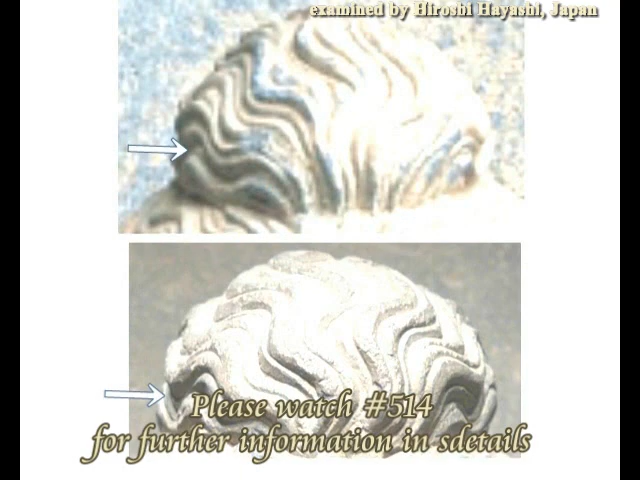 examined by Hiroshi Hayashi, Japan
Please watch #514
for further information in sdetails